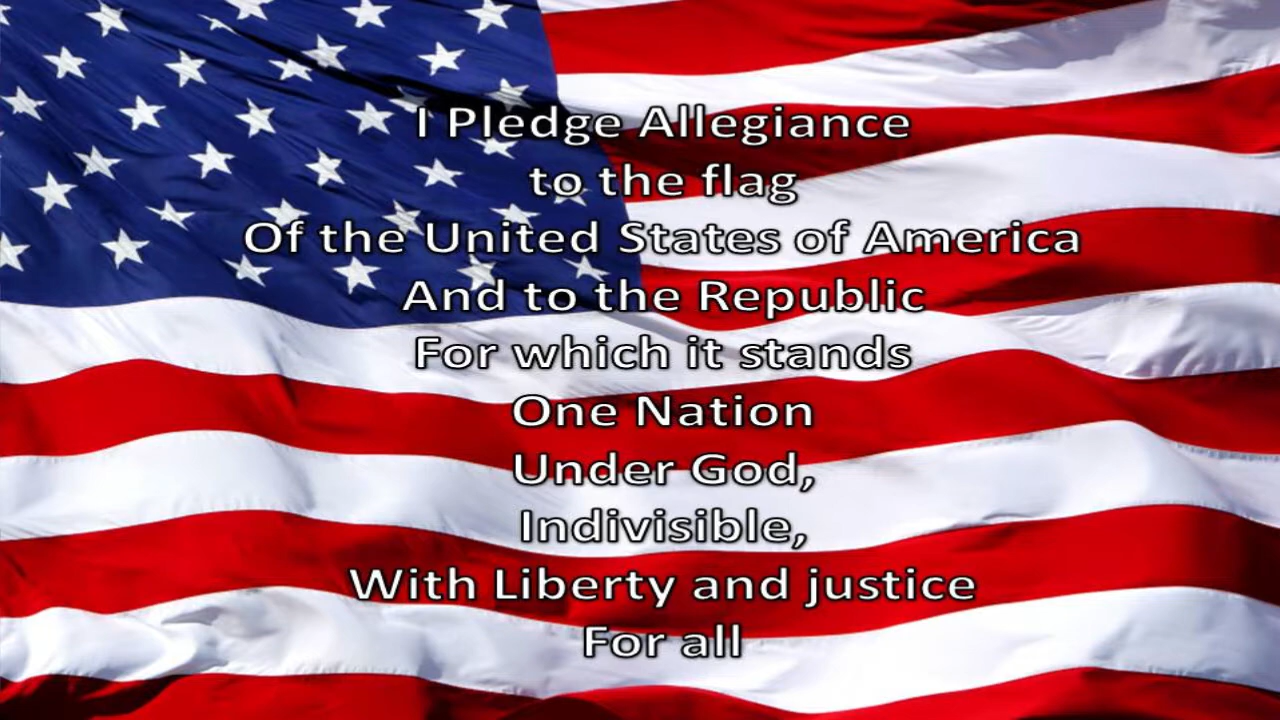 I Pledge Allegiance
to the flag
Of the United States of America
And to the Republic
For which it stands
One Nation
Under God,
Indivisible,
With Liberty and justice
For all